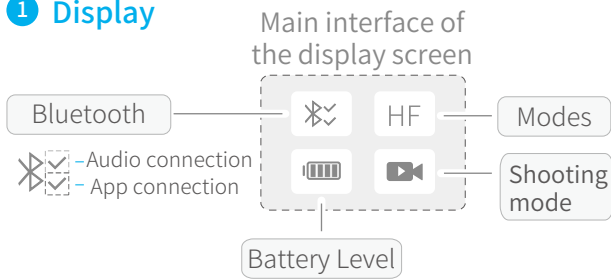 1 Display
Main interface of
the display screen
Bluetooth
HF
Modes
Audio connection
App connection
Shooting
mode
Battery Level